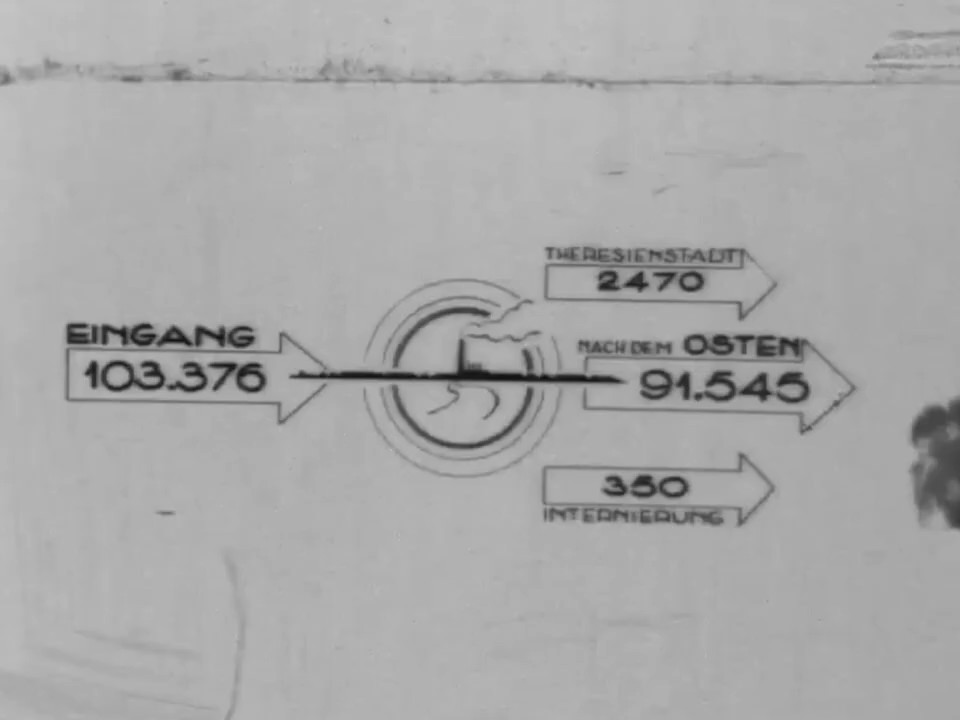 EINGANG
103.376
THERESIENSTADT
2470
NACH DEM OSTEN
91.545
350
INTERNIERUNG